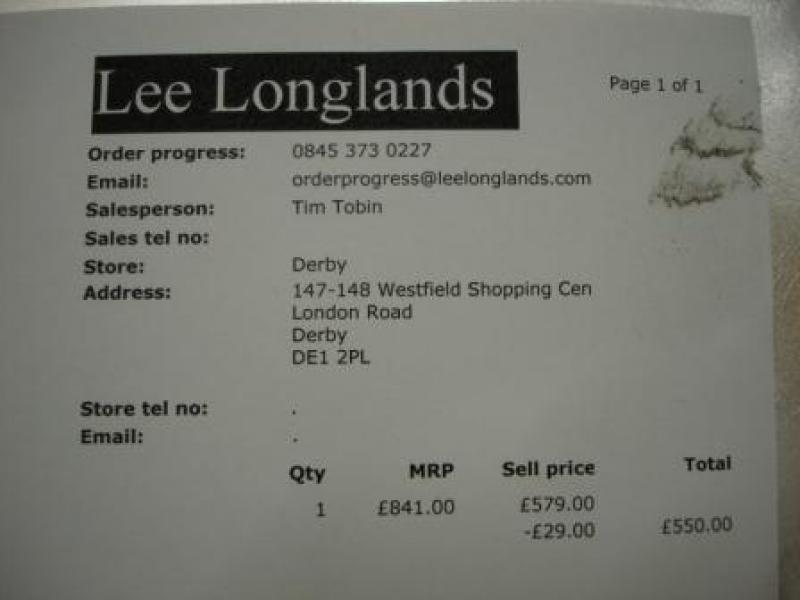 Lee Longlands
Page 1 of 1
Order progress: 0845 373 0227
Email: orderprogress@leelonglands.com
Salesperson: Tim Tobin
Sales tel no:
Store: Derby
Address: 147-148 Westfield Shopping Cen
London Road
Derby
DE1 2PL
Store tel no: .
Email: .
Qty MRP Sell price Total
1 £841.00 £579.00
-£29.00 £550.00